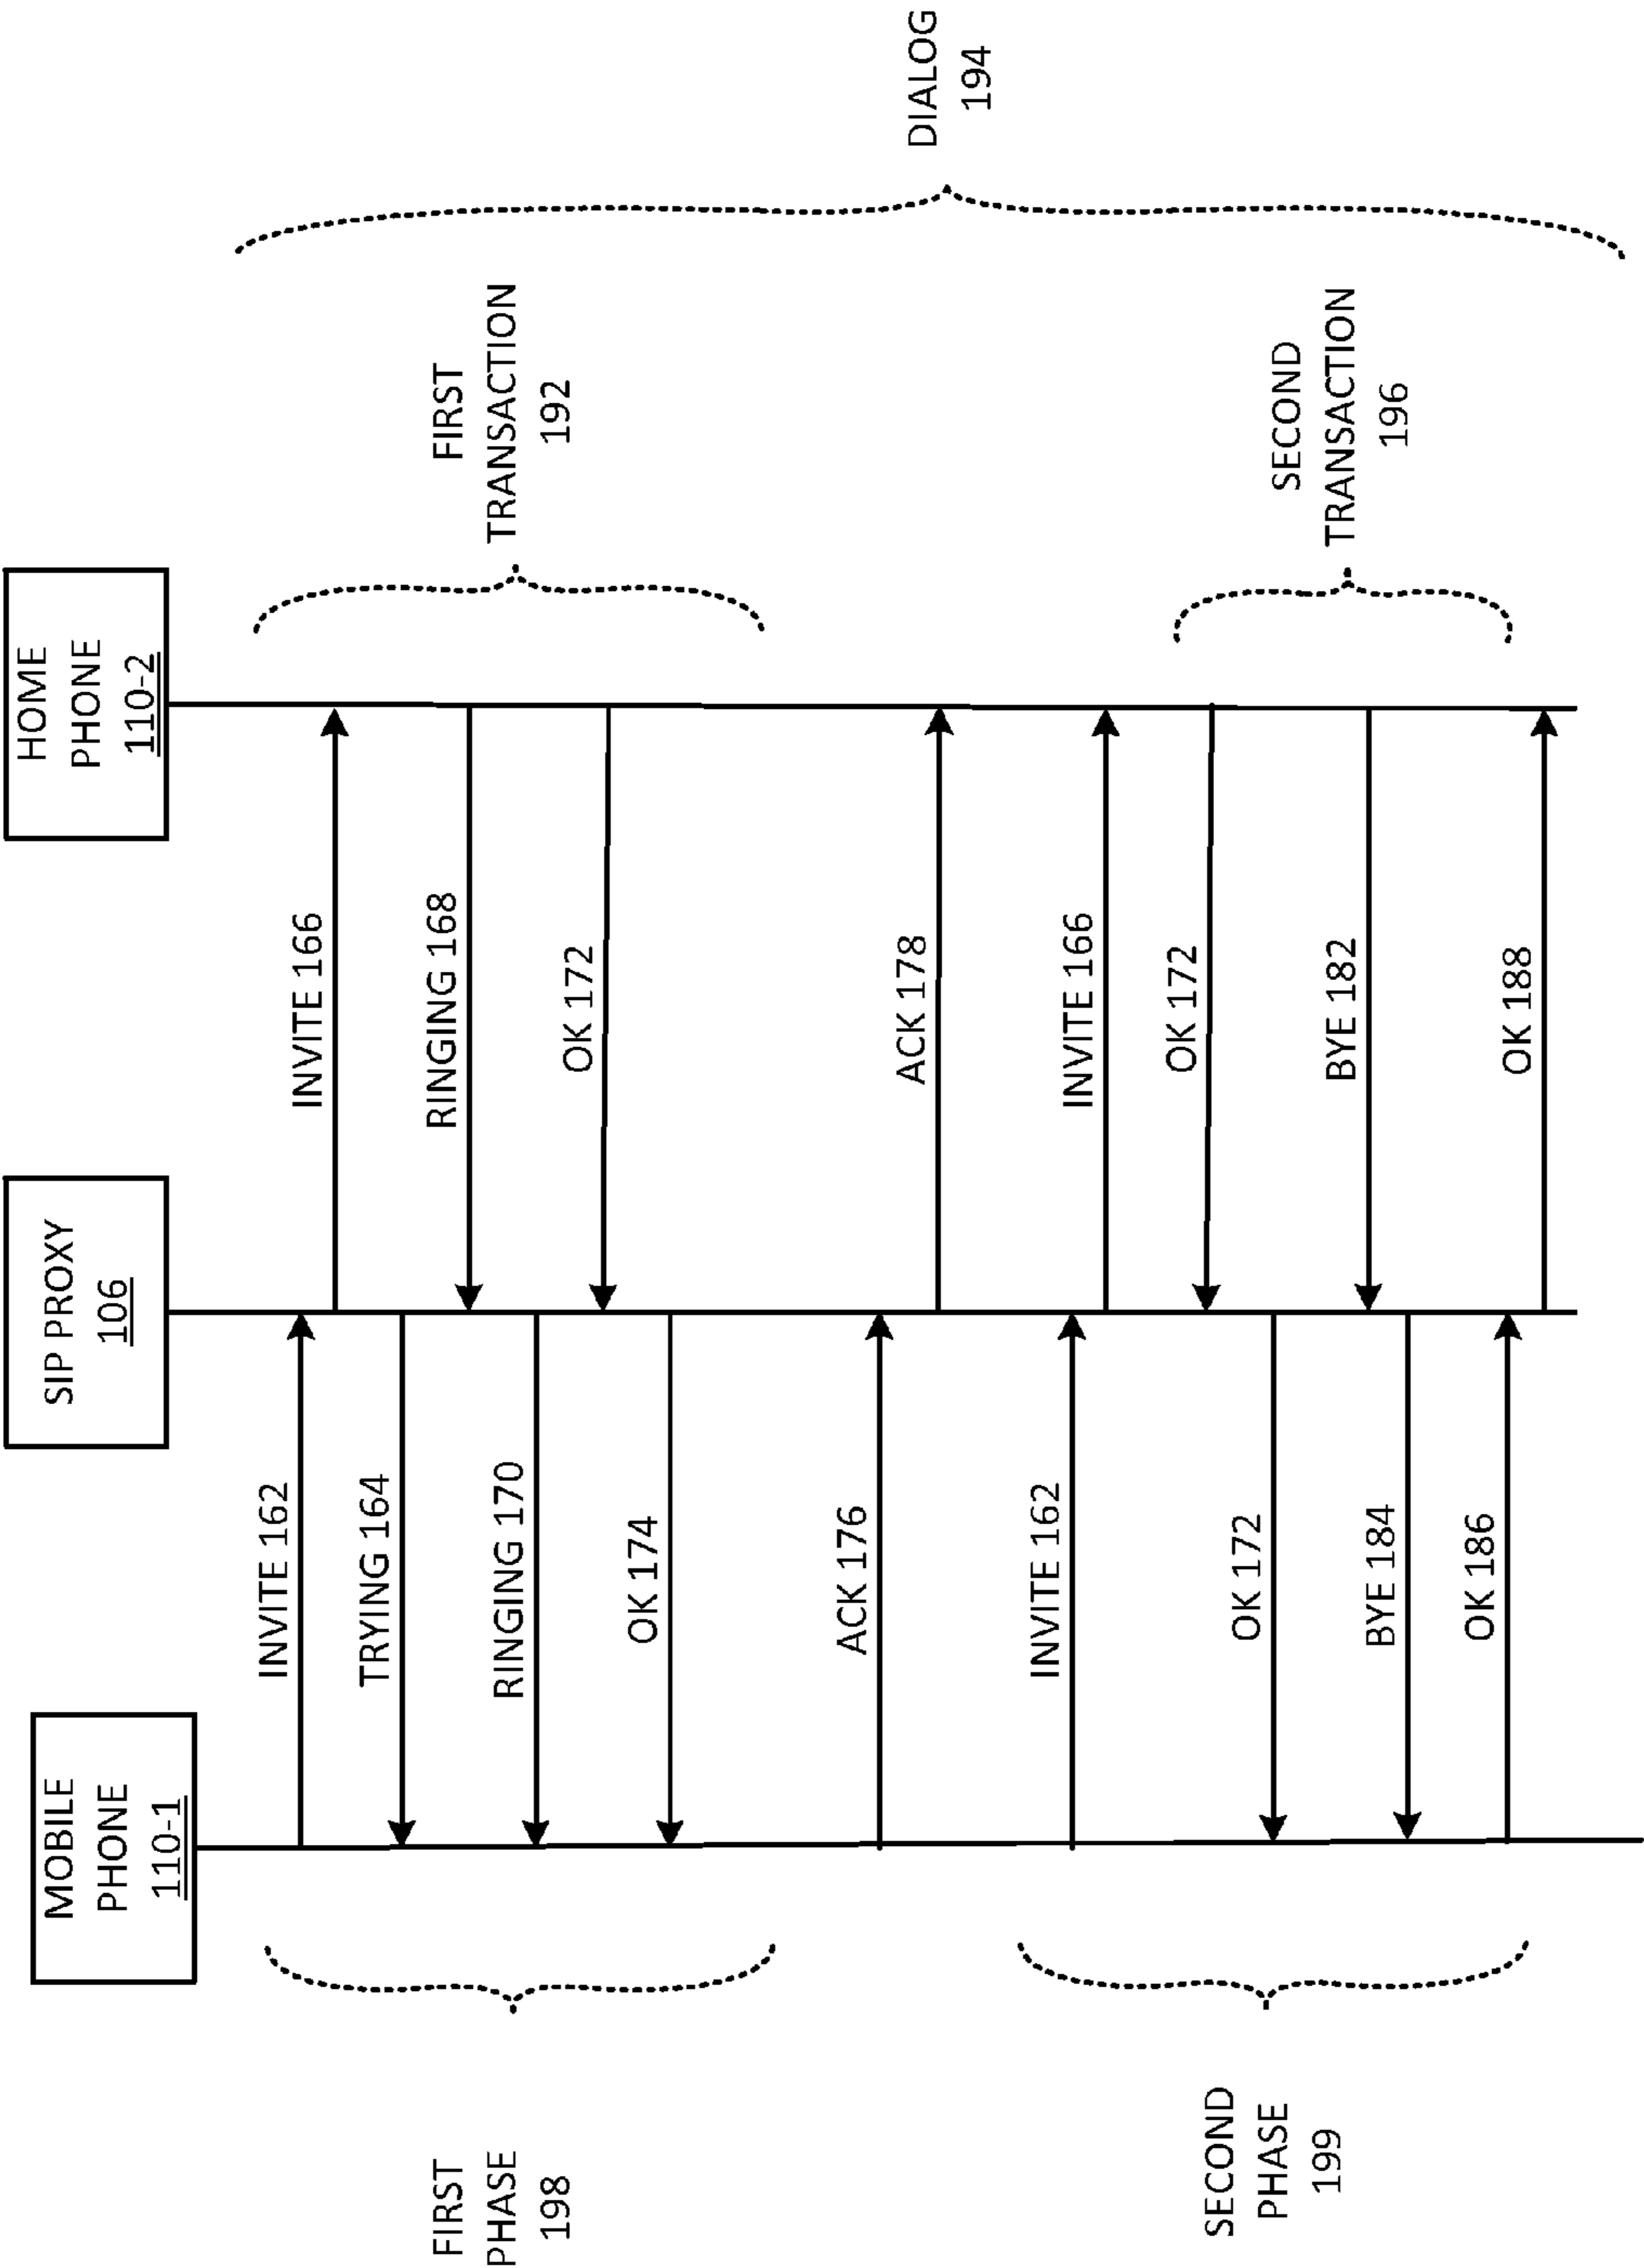 MOBILE
PHONE
110-1
SIP PROXY
106
HOME
PHONE
110-2
INVITE 162
INVITE 166
TRYING 164
RINGING 168
RINGING 170
OK 172
OK 174
ACK 176
ACK 178
INVITE 162
INVITE 166
OK 172
OK 172
BYE 182
BYE 184
OK 186
OK 188
FIRST
PHASE
198
SECOND
PHASE
199
FIRST
TRANSACTION
192
SECOND
TRANSACTION
196
DIALOG
194